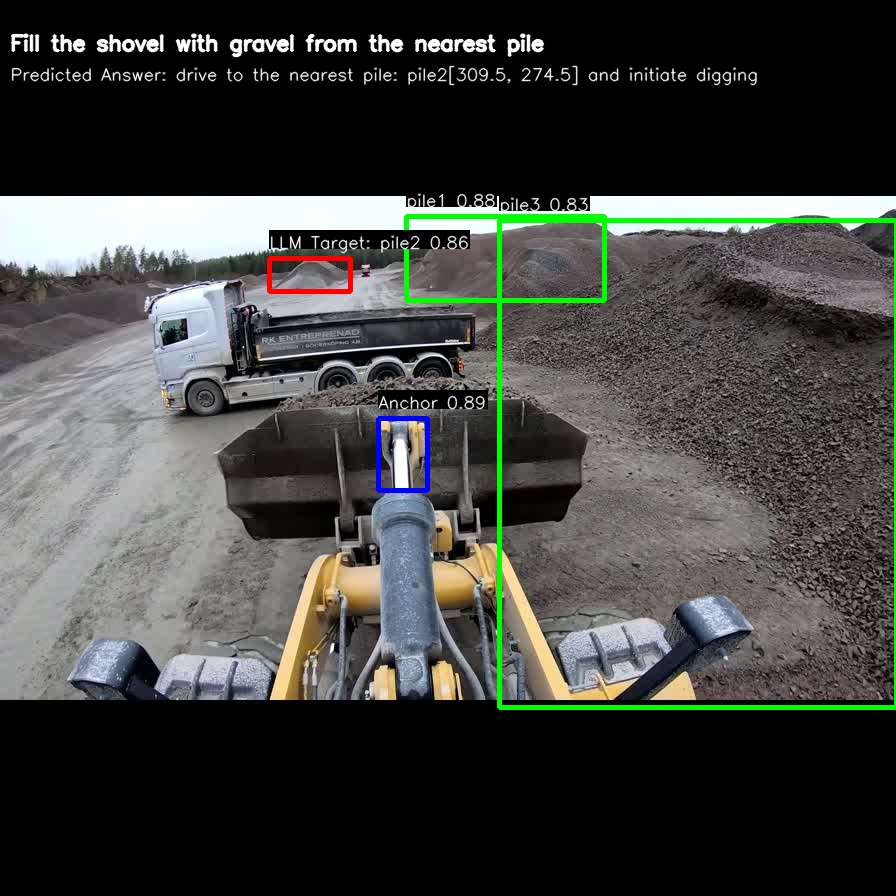 Fill the shovel with gravel from the nearest pile
Predicted Answer: drive to the nearest pile: pile2[309.5, 274.5] and initiate digging
pile1 0.88
pile3 0.83
LLM Target: pile2 0.86
RK ENTREPRENAD
I SÖDERKÖPING AB
Anchor 0.89